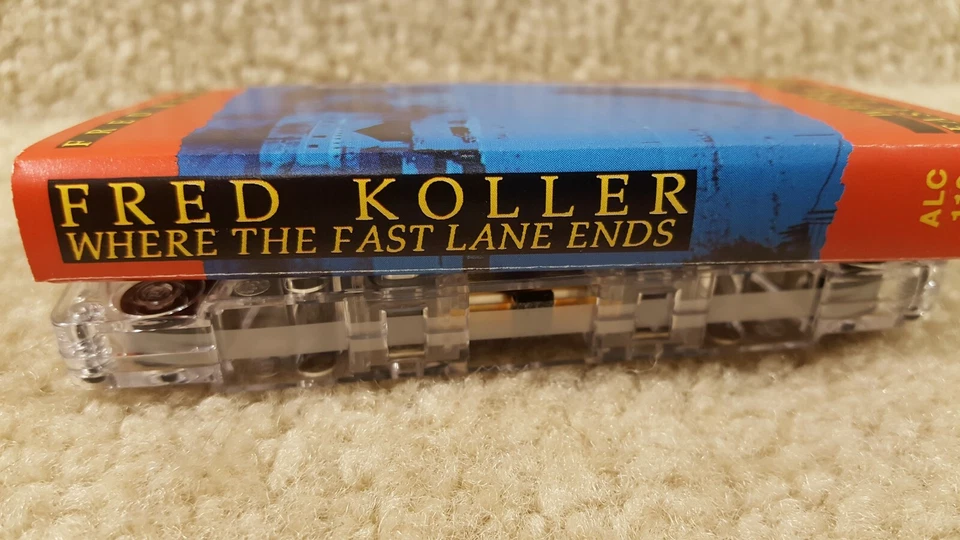 FRED KOLLER
WHERE THE FAST LANE ENDS
ALC